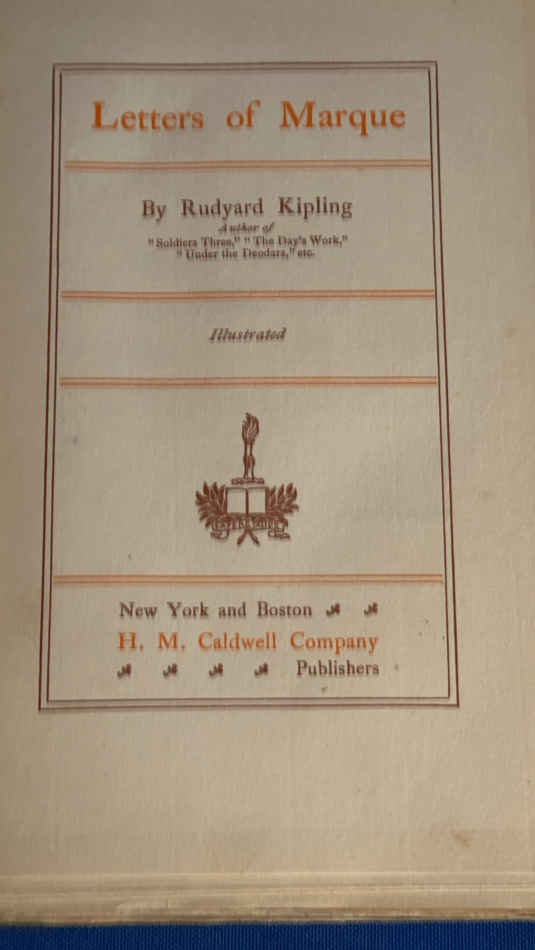 Letters of Marque
By Rudyard Kipling
Author of
"Soldiers Three," "The Day's Work,"
"Under the Deodars," etc.
Illustrated
New York and Boston
H. M. Caldwell Company
Publishers